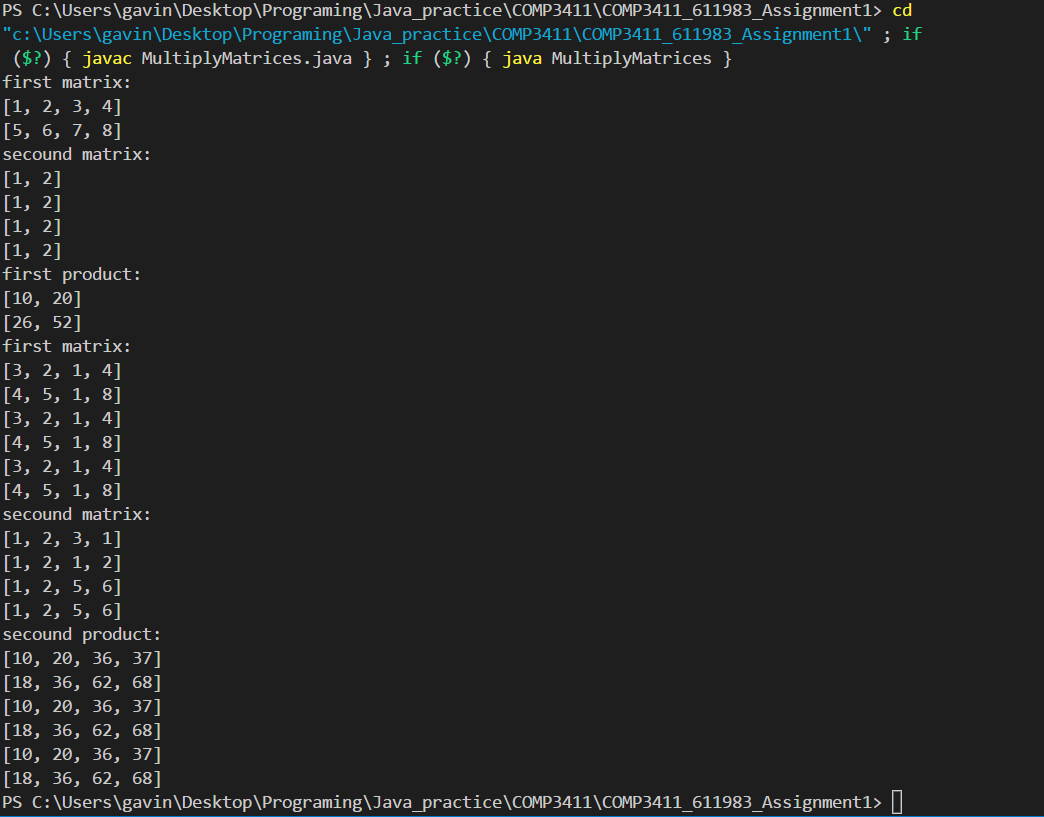 PS C:\Users\gavin\Desktop\Programing\Java_practice\COMP3411\COMP3411_611983_Assignment1> cd
"c:\Users\gavin\Desktop\Programing\Java_practice\COMP3411\COMP3411_611983_Assignment1\" ; if
($?) { javac MultiplyMatrices.java } ; if ($?) { java MultiplyMatrices }
first matrix:
[1, 2, 3, 4]
[5, 6, 7, 8]
secound matrix:
[1, 2]
[1, 2]
[1, 2]
[1, 2]
first product:
[10, 20]
[26, 52]
first matrix:
[3, 2, 1, 4]
[4, 5, 1, 8]
[3, 2, 1, 4]
[4, 5, 1, 8]
[3, 2, 1, 4]
[4, 5, 1, 8]
secound matrix:
[1, 2, 3, 1]
[1, 2, 1, 2]
[1, 2, 5, 6]
[1, 2, 5, 6]
secound product:
[10, 20, 36, 37]
[18, 36, 62, 68]
[10, 20, 36, 37]
[18, 36, 62, 68]
[10, 20, 36, 37]
[18, 36, 62, 68]
PS C:\Users\gavin\Desktop\Programing\Java_practice\COMP3411\COMP3411_611983_Assignment1>